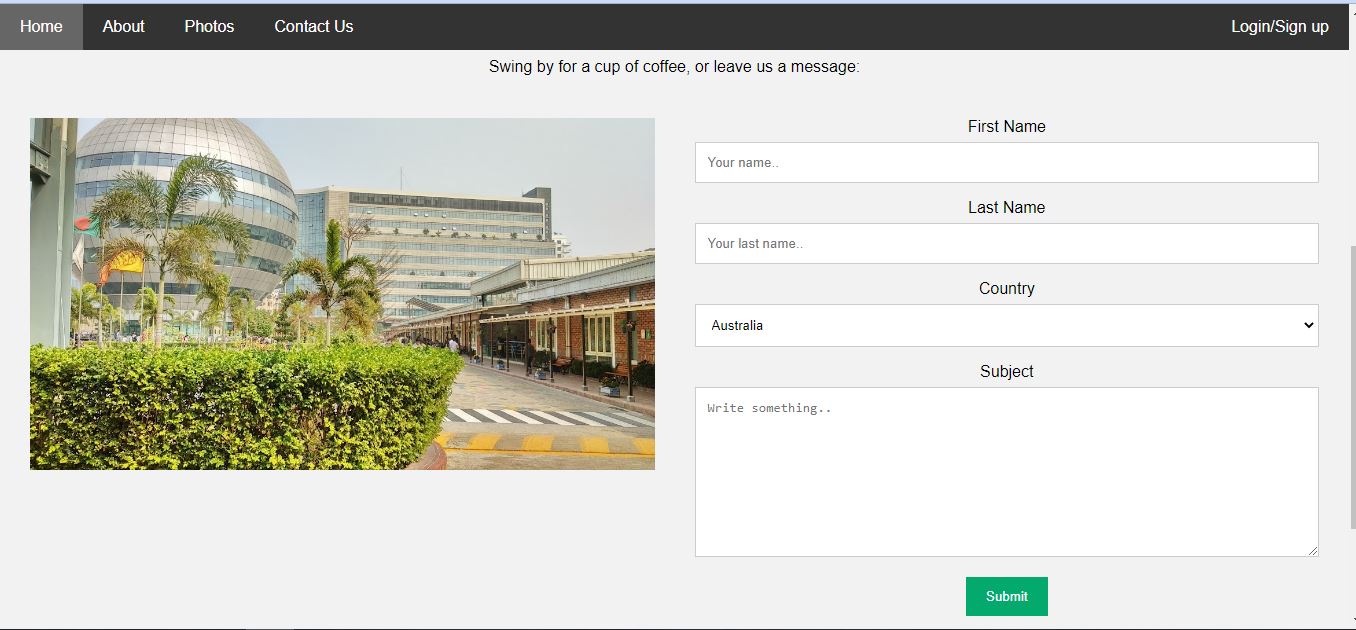 Home About Photos Contact Us Login/Sign up
Swing by for a cup of coffee, or leave us a message:
First Name
Your name..
Last Name
Your last name..
Country
Australia
Subject
Write something..
Submit